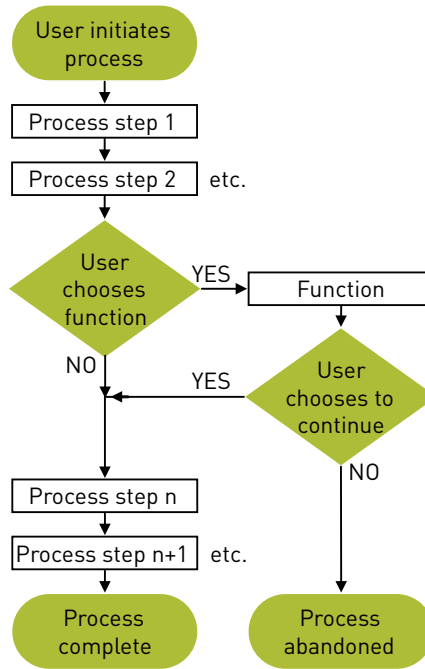 User initiates
process
Process step 1
Process step 2 etc.
User
chooses
function
YES
Function
NO
YES
User
chooses to
continue
NO
Process step n
Process step n+1 etc.
Process
complete
Process
abandoned